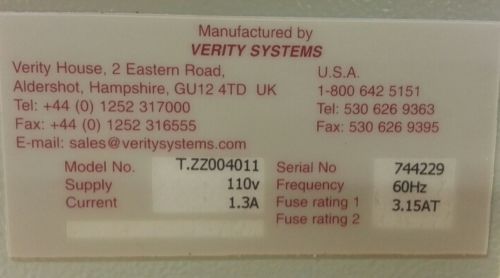 Manufactured by
VERITY SYSTEMS
Verity House, 2 Eastern Road,
Aldershot, Hampshire, GU12 4TD UK
Tel: +44 (0) 1252 317000
Fax: +44 (0) 1252 316555
E-mail: sales@veritysystems.com
U.S.A.
1-800 642 5151
Tel: 530 626 9363
Fax: 530 626 9395
Model No. T.ZZ004011 Serial No 744229
Supply 110v Frequency 60Hz
Current 1.3A Fuse rating 1 3.15AT
Fuse rating 2